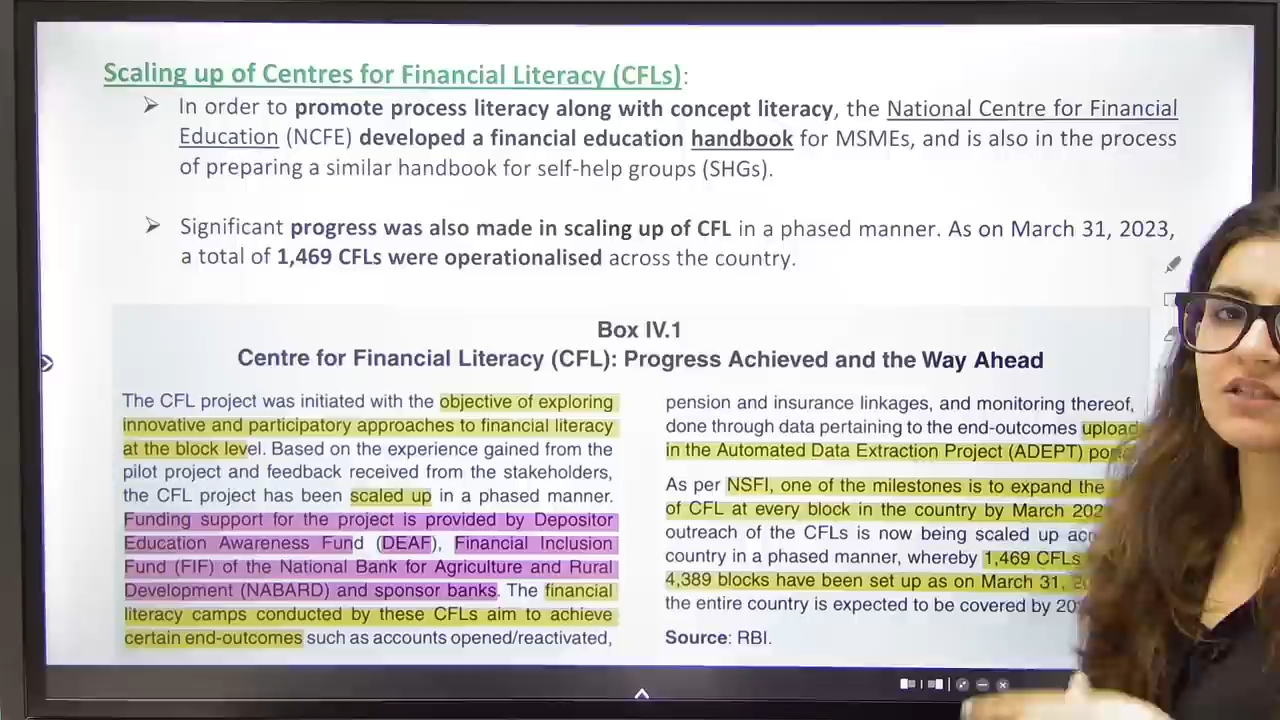 Scaling up of Centres for Financial Literacy (CFLs):
In order to promote process literacy along with concept literacy, the National Centre for Financial
Education (NCFE) developed a financial education handbook for MSMEs, and is also in the process
of preparing a similar handbook for self-help groups (SHGs).
Significant progress was also made in scaling up of CFL in a phased manner. As on March 31, 2023,
a total of 1,469 CFLs were operationalised across the country.
Box IV.1
Centre for Financial Literacy (CFL): Progress Achieved and the Way Ahead
The CFL project was initiated with the objective of exploring
innovative and participatory approaches to financial literacy
at the block level. Based on the experience gained from the
pilot project and feedback received from the stakeholders,
the CFL project has been scaled up in a phased manner.
Funding support for the project is provided by Depositor
Education Awareness Fund (DEAF), Financial Inclusion
Fund (FIF) of the National Bank for Agriculture and Rural
Development (NABARD) and sponsor banks. The financial
literacy camps conducted by these CFLs aim to achieve
certain end-outcomes such as accounts opened/reactivated,
pension and insurance linkages, and monitoring thereof,
done through data pertaining to the end-outcomes upload
in the Automated Data Extraction Project (ADEPT)
As per NSFI, one of the milestones is to expand the
of CFL at every block in the country by March
outreach of the CFLs is now being scaled up
country in a phased manner, whereby 1,469 CFLs
4,389 blocks have been set up as on March 31,
the entire country is expected to be covered by
Source: RBI.